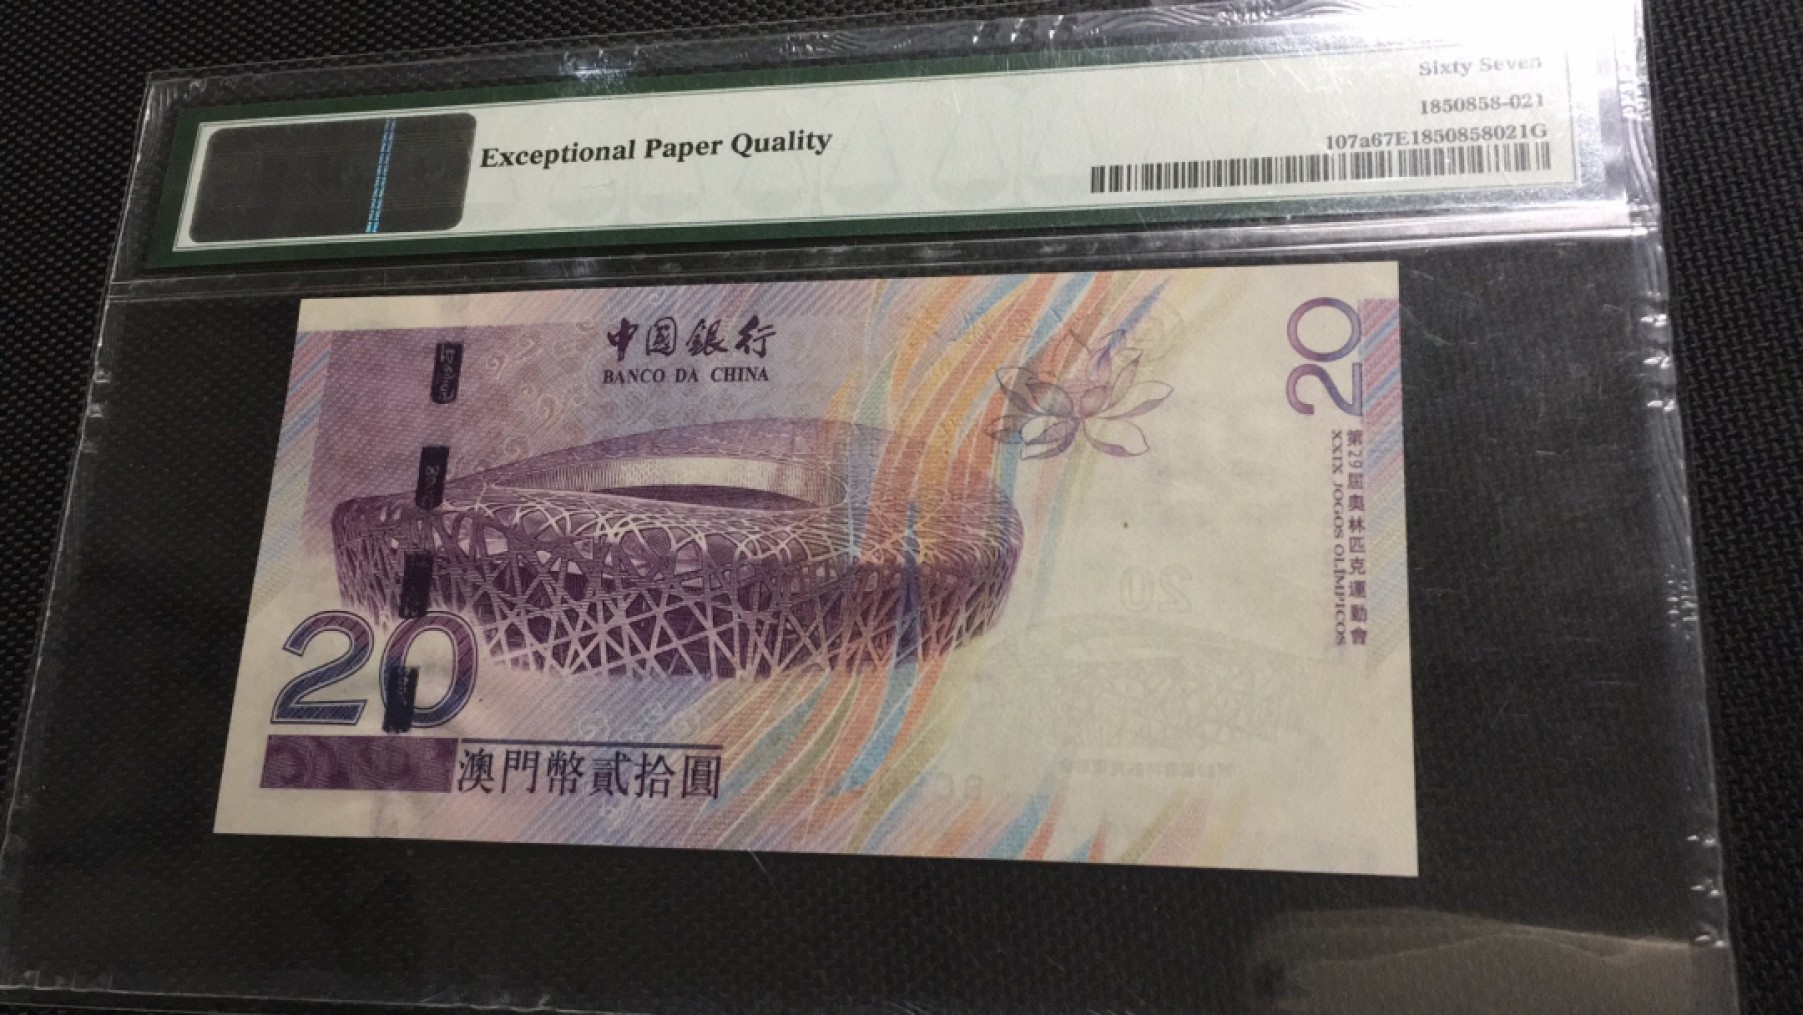 Sixty Seven
1850858-021
107a67E1850858021G
Exceptional Paper Quality
中國銀行
BANCO DA CHINA
20
第29屆奧林匹克運動會
XXIX JOGOS OLÍMPICOS
20
澳門幣貳拾圓
20